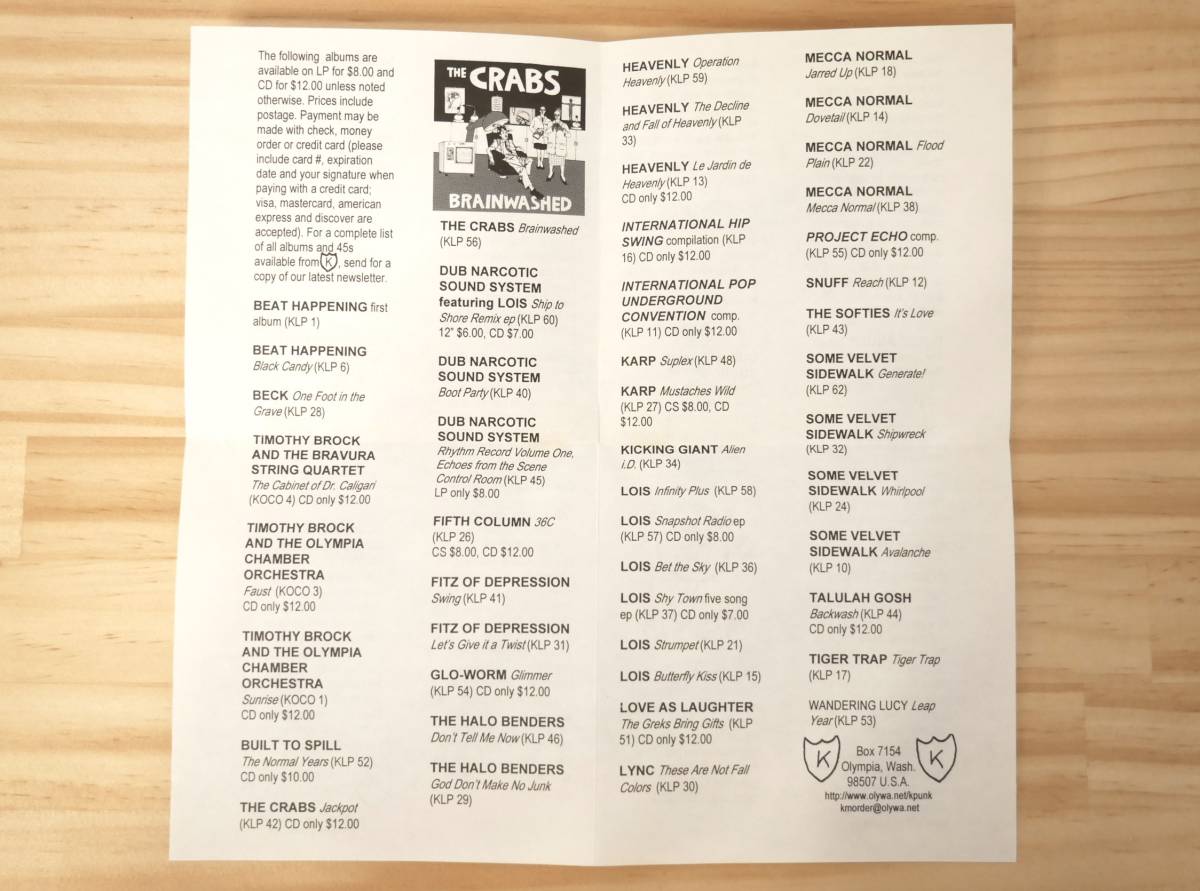 The following albums are
available on LP for $8.00 and
CD for $12.00 unless noted
otherwise. Prices include
postage. Payment may be
made with check, money
order or credit card (please
include card #, expiration
date and your signature when
paying with a credit card;
visa, mastercard, american
express and discover are
accepted). For a complete list
of all albums and 45s
available from K, send for a
copy of our latest newsletter.
BEAT HAPPENING first
album (KLP 1)
BEAT HAPPENING
Black Candy (KLP 6)
BECK One Foot in the
Grave (KLP 28)
TIMOTHY BROCK
AND THE BRAVURA
STRING QUARTET
The Cabinet of Dr. Caligari
(KOCO 4) CD only $12.00
TIMOTHY BROCK
AND THE OLYMPIA
CHAMBER
ORCHESTRA
Faust (KOCO 3)
CD only $12.00
TIMOTHY BROCK
AND THE OLYMPIA
CHAMBER
ORCHESTRA
Sunrise (KOCO 1)
CD only $12.00
BUILT TO SPILL
The Normal Years (KLP 52)
CD only $10.00
THE CRABS Jackpot
(KLP 42) CD only $12.00
THE CRABS
BRAINWASHED
THE CRABS Brainwashed
(KLP 56)
DUB NARCOTIC
SOUND SYSTEM
featuring LOIS Ship to
Shore Remix ep (KLP 60)
12" $6.00, CD $7.00
DUB NARCOTIC
SOUND SYSTEM
Boot Party (KLP 40)
DUB NARCOTIC
SOUND SYSTEM
Rhythm Record Volume One,
Echoes from the Scene
Control Room (KLP 45)
LP only $8.00
FIFTH COLUMN 36C
(KLP 26)
CS $8.00, CD $12.00
FITZ OF DEPRESSION
Swing (KLP 41)
FITZ OF DEPRESSION
Let's Give it a Twist (KLP 31)
GLO-WORM Glimmer
(KLP 54) CD only $12.00
THE HALO BENDERS
Don't Tell Me Now (KLP 46)
THE HALO BENDERS
God Don't Make No Junk
(KLP 29)
HEAVENLY Operation
Heavenly (KLP 59)
HEAVENLY The Decline
and Fall of Heavenly (KLP
33)
HEAVENLY Le Jardin de
Heavenly (KLP 13)
CD only $12.00
INTERNATIONAL HIP
SWING compilation (KLP
16) CD only $12.00
INTERNATIONAL POP
UNDERGROUND
CONVENTION comp.
(KLP 11) CD only $12.00
KARP Suplex (KLP 48)
KARP Mustaches Wild
(KLP 27) CS $8.00, CD
$12.00
KICKING GIANT Alien
i.D. (KLP 34)
LOIS Infinity Plus (KLP 58)
LOIS Snapshot Radio ep
(KLP 57) CD only $8.00
LOIS Bet the Sky (KLP 36)
LOIS Shy Town five song
ep (KLP 37) CD only $7.00
LOIS Strumpet (KLP 21)
LOIS Butterfly Kiss (KLP 15)
LOVE AS LAUGHTER
The Greks Bring Gifts (KLP
51) CD only $12.00
LYNC These Are Not Fall
Colors (KLP 30)
MECCA NORMAL
Jarred Up (KLP 18)
MECCA NORMAL
Dovetail (KLP 14)
MECCA NORMAL Flood
Plain (KLP 22)
MECCA NORMAL
Mecca Normal (KLP 38)
PROJECT ECHO comp.
(KLP 55) CD only $12.00
SNUFF Reach (KLP 12)
THE SOFTIES It's Love
(KLP 43)
SOME VELVET
SIDEWALK Generate!
(KLP 62)
SOME VELVET
SIDEWALK Shipwreck
(KLP 32)
SOME VELVET
SIDEWALK Whirlpool
(KLP 24)
SOME VELVET
SIDEWALK Avalanche
(KLP 10)
TALULAH GOSH
Backwash (KLP 44)
CD only $12.00
TIGER TRAP Tiger Trap
(KLP 17)
WANDERING LUCY Leap
Year (KLP 53)
K
K
Box 7154
Olympia, Wash.
98507 U.S.A.
http://www.olywa.net/kpunk
kmorder@olywa.net